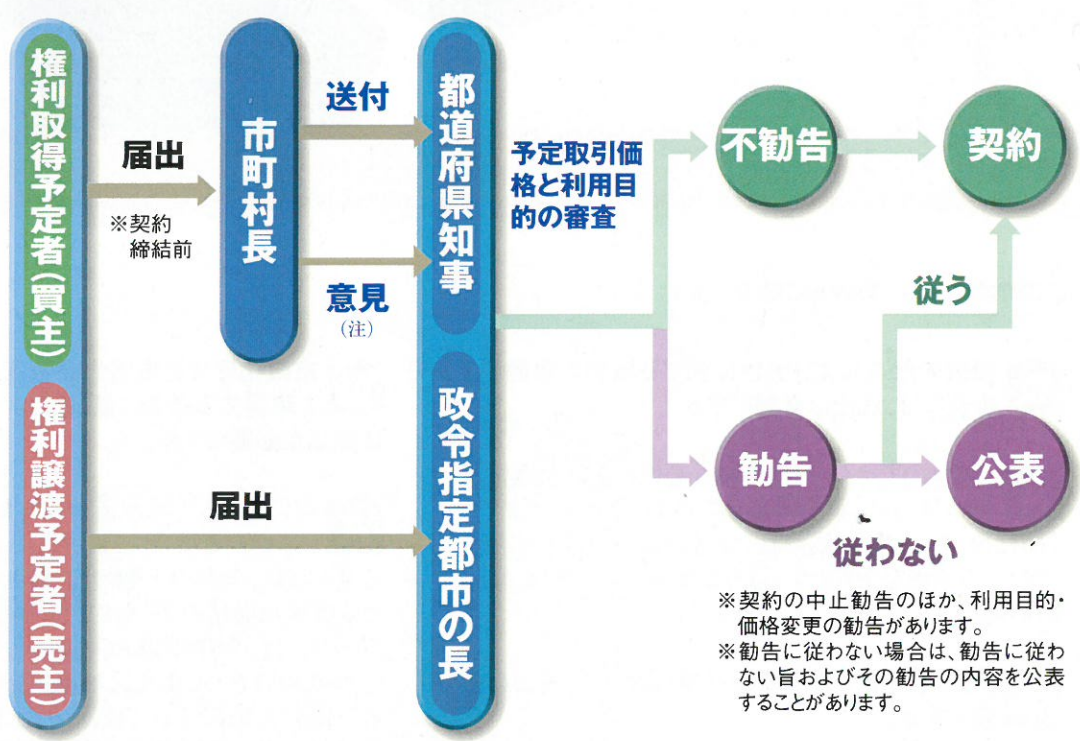 権利取得予定者(買主)
権利譲渡予定者(売主)
届出
※契約
締結前
市町村長
送付
意見
(注)
届出
都道府県知事
政令指定都市の長
予定取引価
格と利用目
的の審査
不勧告
契約
従う
勧告
公表
従わない
※契約の中止勧告のほか、利用目的・
価格変更の勧告があります。
※勧告に従わない場合は、勧告に従わ
ない旨およびその勧告の内容を公表
することがあります。